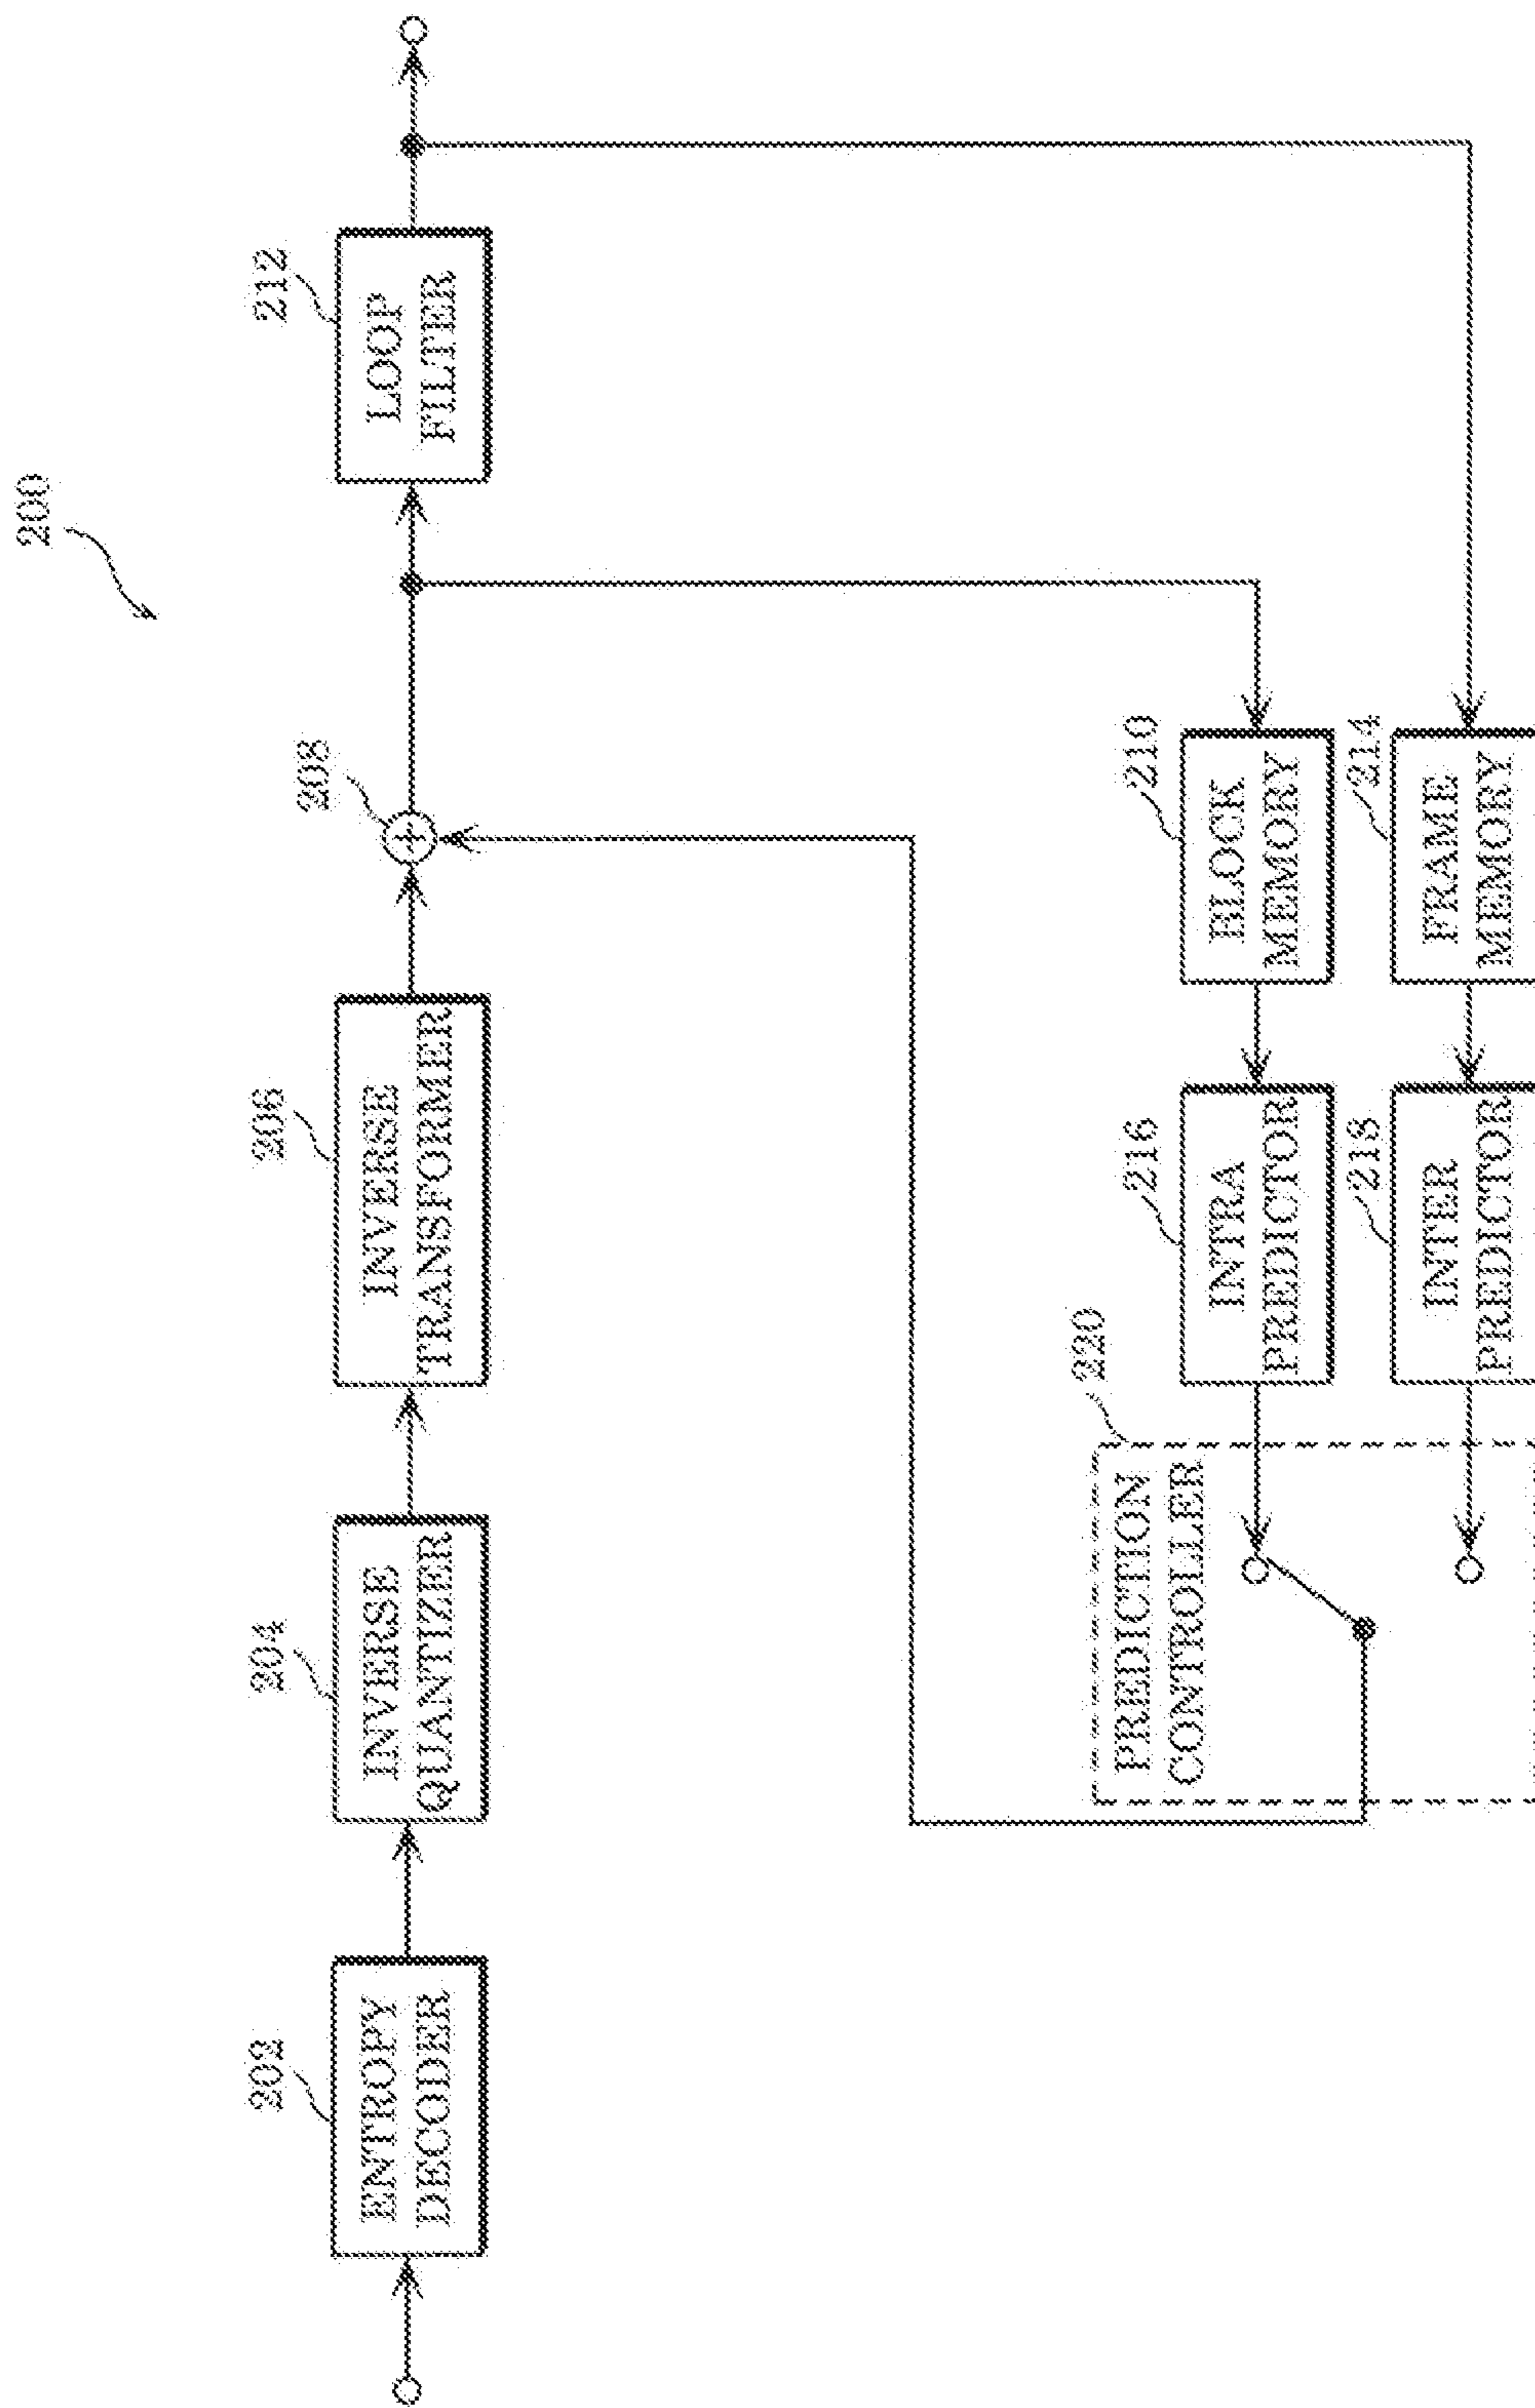 200
202
ENTROPY
DECODER
204
INVERSE
QUANTIZER
206
INVERSE
TRANSFORMER
208
+
212
LOOP
FILTER
220
PREDICTION
CONTROLLER
216
INTRA
PREDICTOR
210
BLOCK
MEMORY
218
INTER
PREDICTOR
214
FRAME
MEMORY